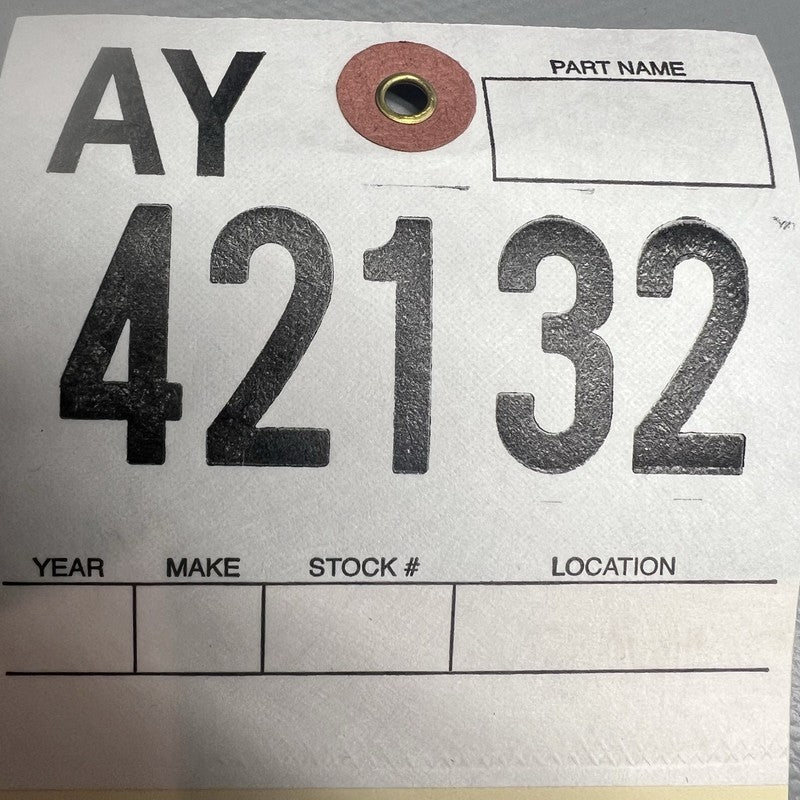 AY
PART NAME
42132
YEAR MAKE STOCK # LOCATION